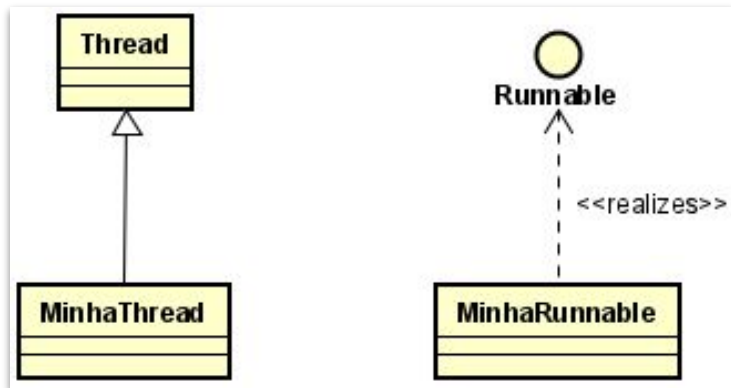 Thread
Runnable
<<realizes>>
MinhaThread
MinhaRunnable